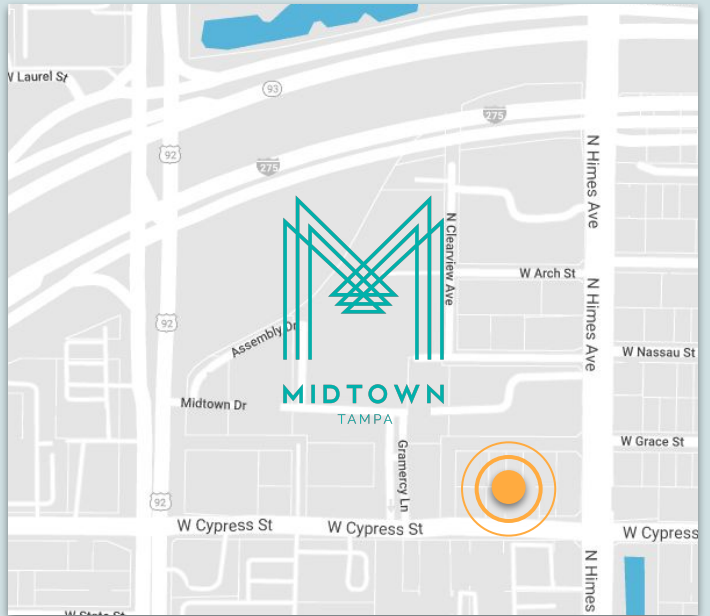 W Laurel St
93
275
92
275
N Himes Ave
N Clearview Ave
W Arch St
N Himes Ave
92
Assembly Dr
W Nassau St
MIDTOWN
TAMPA
Midtown Dr
W Grace St
Gramercy Ln
92
W Cypress St
W Cypress St
W Cypress
N Himes
W State St